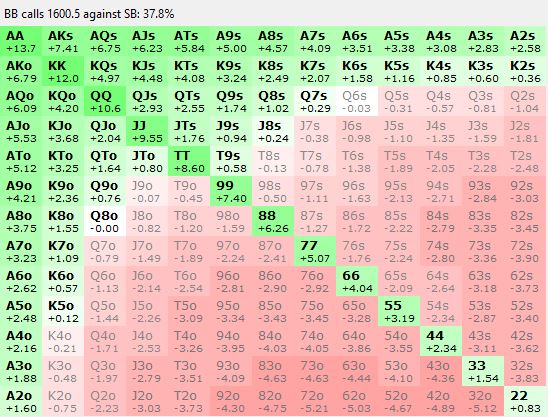 BB calls 1600.5 against SB: 37.8%
AA AKs AQs AJs ATs A9s A8s A7s A6s A5s A4s A3s A2s
+13.7 +7.41 +6.75 +6.23 +5.84 +5.00 +4.57 +4.09 +3.51 +3.38 +3.08 +2.83 +2.58
AKo KK KQs KJs KTs K9s K8s K7s K6s K5s K4s K3s K2s
+6.79 +12.0 +4.97 +4.48 +4.08 +3.24 +2.49 +2.07 +1.58 +1.16 +0.85 +0.60 +0.36
AQo KQo QQ QJs QTs Q9s Q8s Q7s Q6s Q5s Q4s Q3s Q2s
+6.09 +4.20 +10.6 +2.93 +2.55 +1.74 +1.02 +0.29 -0.03 -0.31 -0.57 -0.81 -1.04
AJo KJo QJo JJ JTs J9s J8s J7s J6s J5s J4s J3s J2s
+5.53 +3.68 +2.04 +9.55 +1.76 +0.94 +0.24 -0.38 -0.98 -1.10 -1.35 -1.59 -1.81
ATo KTo QTo JTo TT T9s T8s T7s T6s T5s T4s T3s T2s
+5.12 +3.25 +1.64 +0.80 +8.60 +0.58 -0.13 -0.78 -1.38 -1.89 -2.05 -2.28 -2.48
A9o K9o Q9o J9o T9o 99 98s 97s 96s 95s 94s 93s 92s
+4.21 +2.36 +0.76 -0.07 -0.45 +7.40 -0.50 -1.11 -1.63 -2.13 -2.71 -2.84 -3.03
A8o K8o Q8o J8o T8o 98o 88 87s 86s 85s 84s 83s 82s
+3.75 +1.55 -0.00 -0.82 -1.20 -1.59 +6.26 -1.27 -1.72 -2.22 -2.79 -3.35 -3.45
A7o K7o Q7o J7o T7o 97o 87o 77 76s 75s 74s 73s 72s
+3.23 +1.09 -0.79 -1.49 -1.89 -2.24 -2.41 +5.07 -1.76 -2.24 -2.80 -3.36 -3.90
A6o K6o Q6o J6o T6o 96o 86o 76o 66 65s 64s 63s 62s
+2.62 +0.57 -1.13 -2.14 -2.54 -2.81 -2.90 -2.92 +4.04 -2.09 -2.64 -3.18 -3.73
A5o K5o Q5o J5o T5o 95o 85o 75o 65o 55 54s 53s 52s
+2.48 +0.12 -1.44 -2.26 -3.09 -3.34 -3.43 -3.45 -3.28 +3.19 -2.34 -2.87 -3.40
A4o K4o Q4o J4o T4o 94o 84o 74o 64o 54o 44 43s 42s
+2.16 -0.21 -1.71 -2.53 -3.26 -3.95 -4.03 -4.05 -3.86 -3.55 +2.34 -3.11 -3.62
A3o K3o Q3o J3o T3o 93o 83o 73o 63o 53o 43o 33 32s
+1.88 -0.48 -1.97 -2.79 -3.51 -4.09 -4.63 -4.63 -4.44 -4.10 -4.36 +1.54 -3.83
A2o K2o Q2o J2o T2o 92o 82o 72o 62o 52o 42o 32o 22
+1.60 -0.75 -2.23 -3.03 -3.73 -4.30 -4.75 -5.21 -5.03 -4.67 -4.89 -5.12 +0.83